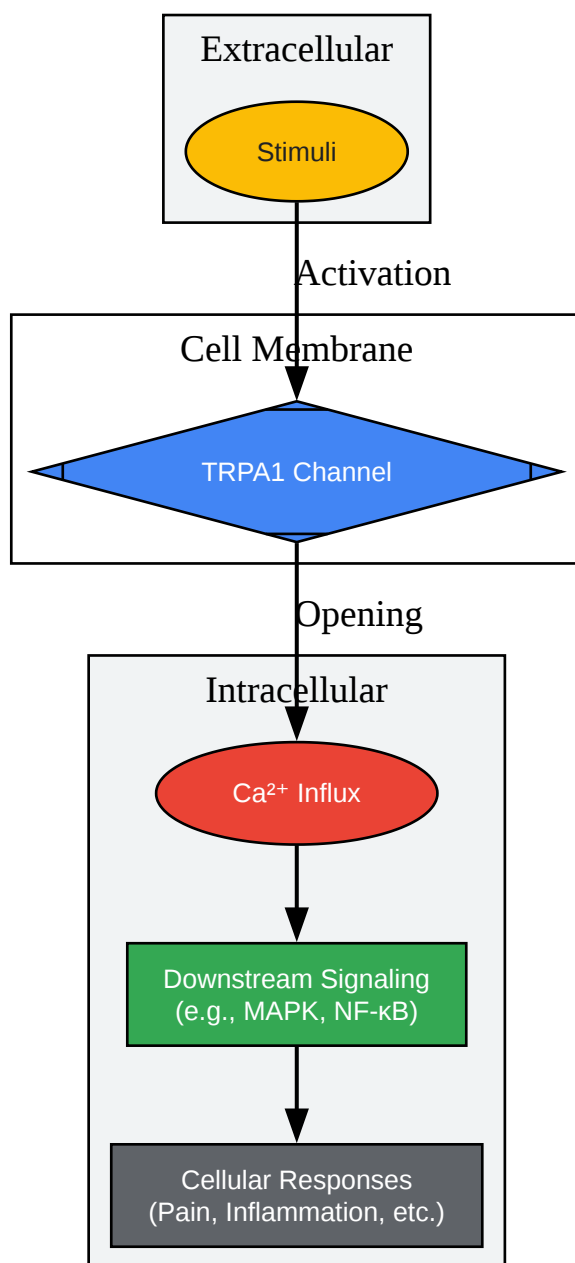 Extracellular
Stimuli
Activation
Cell Membrane
TRPA1 Channel
Opening
Intracellular
Ca²⁺ Influx
Downstream Signaling
(e.g., MAPK, NF-κB)
Cellular Responses
(Pain, Inflammation, etc.)